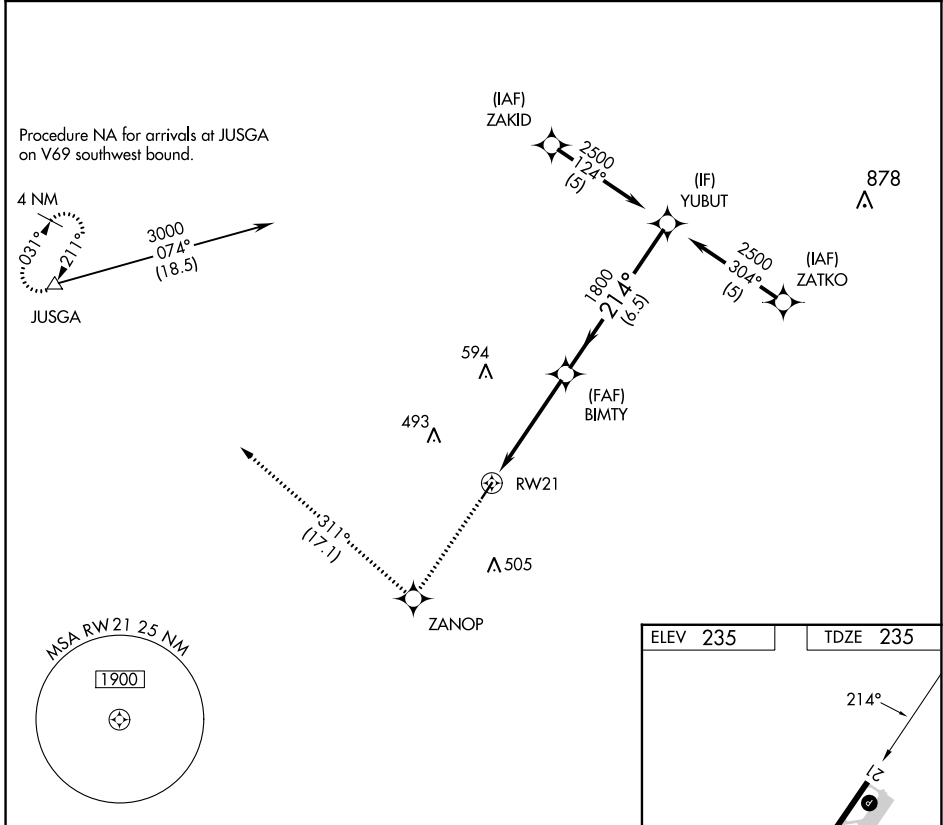 (IAF)
ZAKID
Procedure NA for arrivals at JUSGA
on V69 southwest bound.
2500
124°
(5)
(IF)
YUBUT
878
4 NM
031°
211°
3000
074°
(18.5)
JUSGA
2500
304°
(5)
(IAF)
ZATKO
1800
214°
(6.5)
594
(FAF)
BIMTY
493
RW21
311°
(17.1)
505
ZANOP
MSA RW21 25 NM
1900
ELEV 235
TDZE 235
214°
21
P